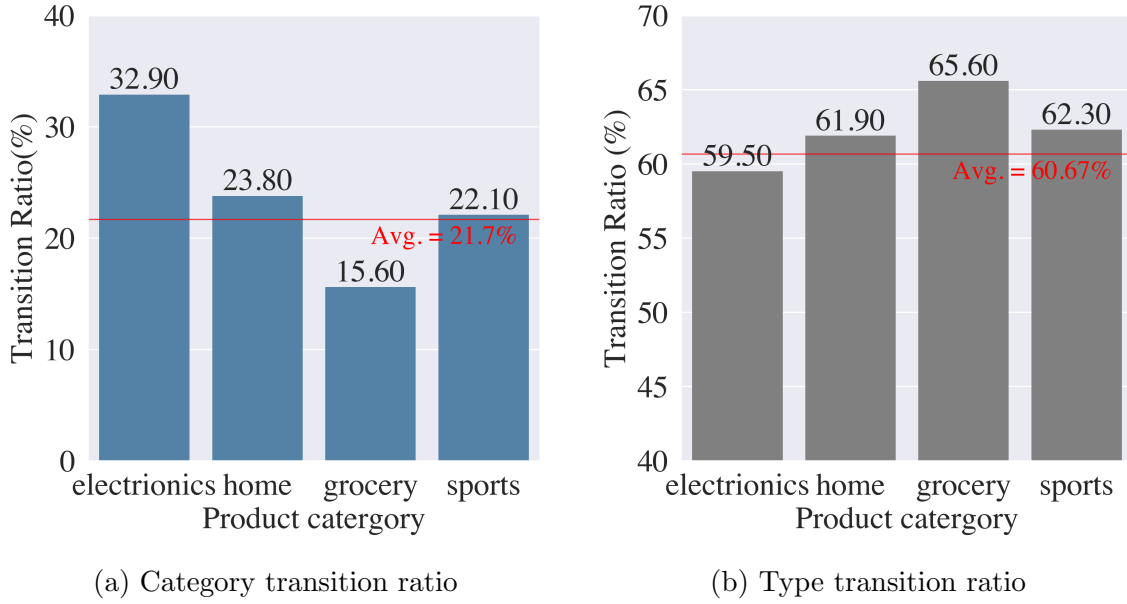 40
30
20
10
0
Transition Ratio(%)
32.90
23.80
15.60
22.10
Avg. = 21.7%
electrionics home grocery sports
Product catergory
(a) Category transition ratio
70
65
60
55
50
45
40
Transition Ratio (%)
59.50
61.90
65.60
62.30
Avg. = 60.67%
electrionics home grocery sports
Product catergory
(b) Type transition ratio